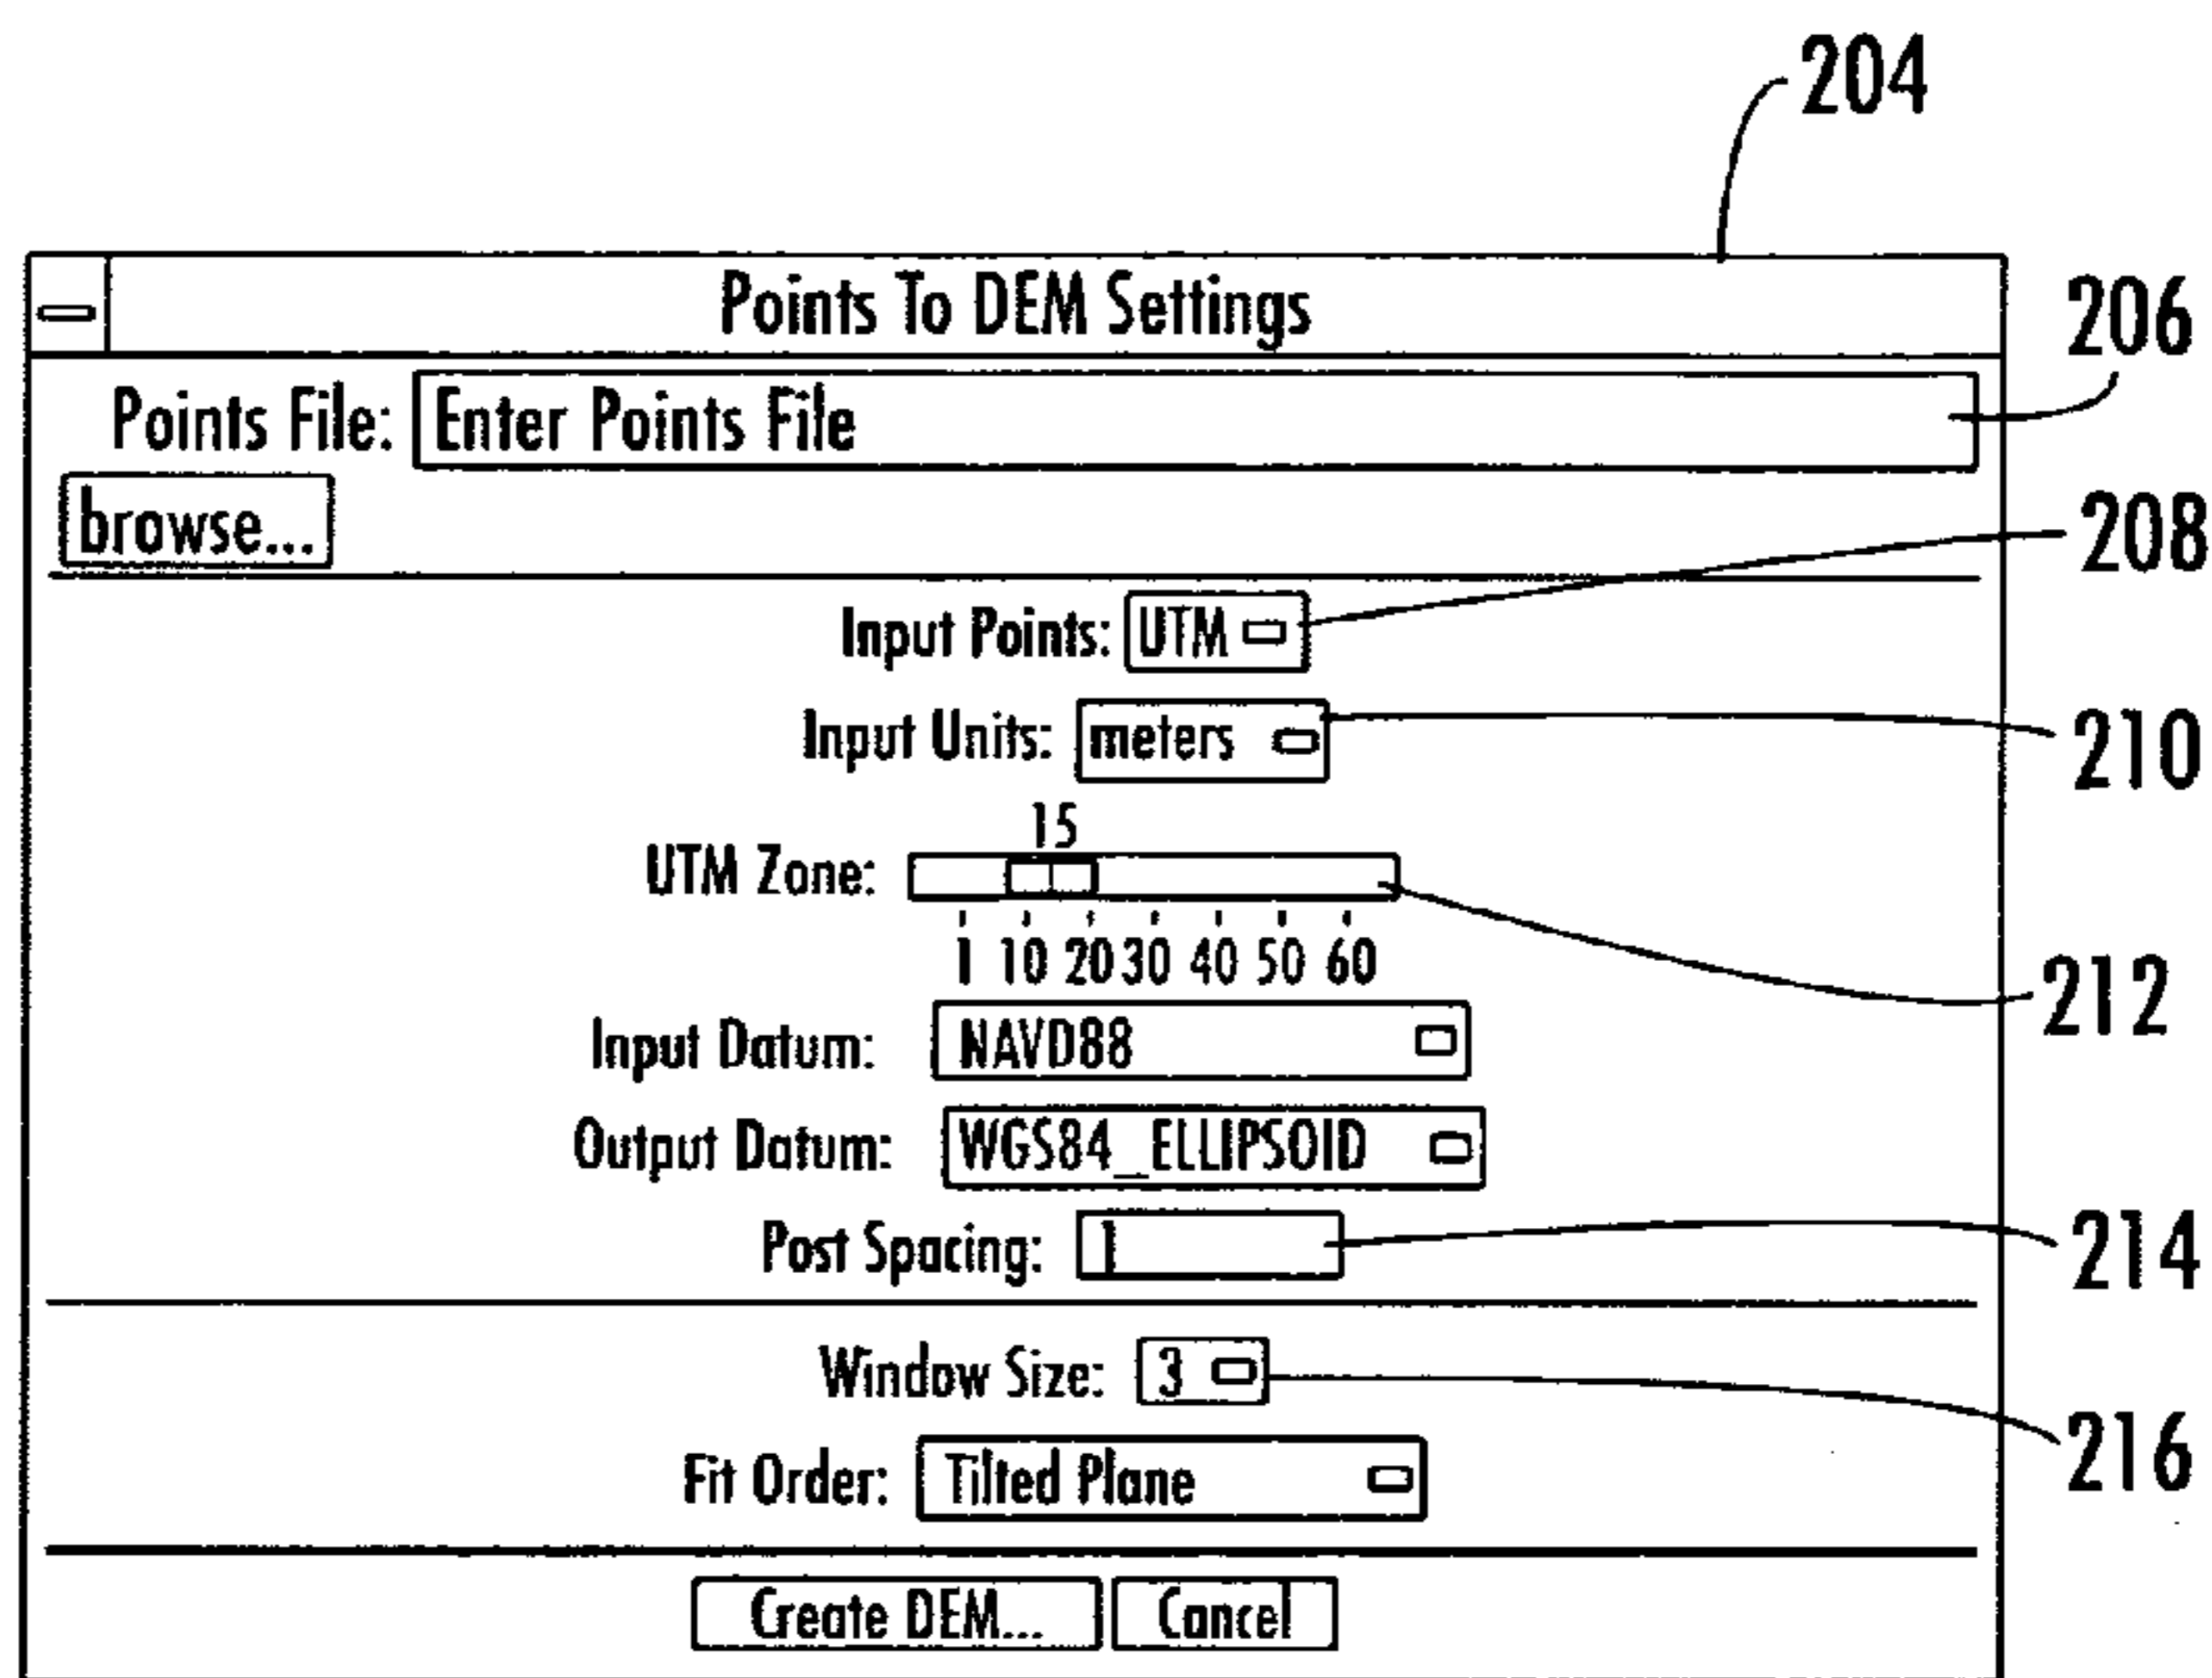 204
Points To DEM Settings
206
Points File: Enter Points File
browse...
208
Input Points: UTM
Input Units: meters
210
15
UTM Zone:
1 10 20 30 40 50 60
212
Input Datum: NAVD88
Output Datum: WGS84_ELLIPSOID
Post Spacing: 1
214
Window Size: 3
216
Fit Order: Tilted Plane
Create DEM... Cancel